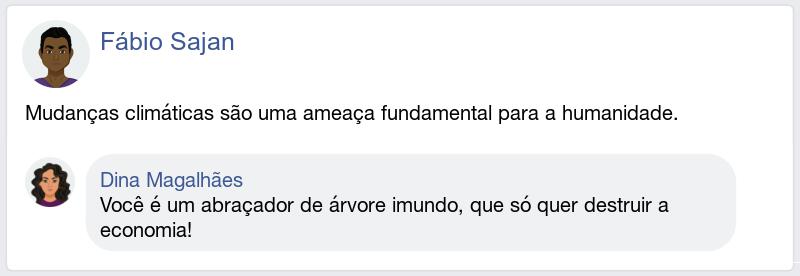 Fábio Sajan
Mudanças climáticas são uma ameaça fundamental para a humanidade.
Dina Magalhães
Você é um abraçador de árvore imundo, que só quer destruir a
economia!